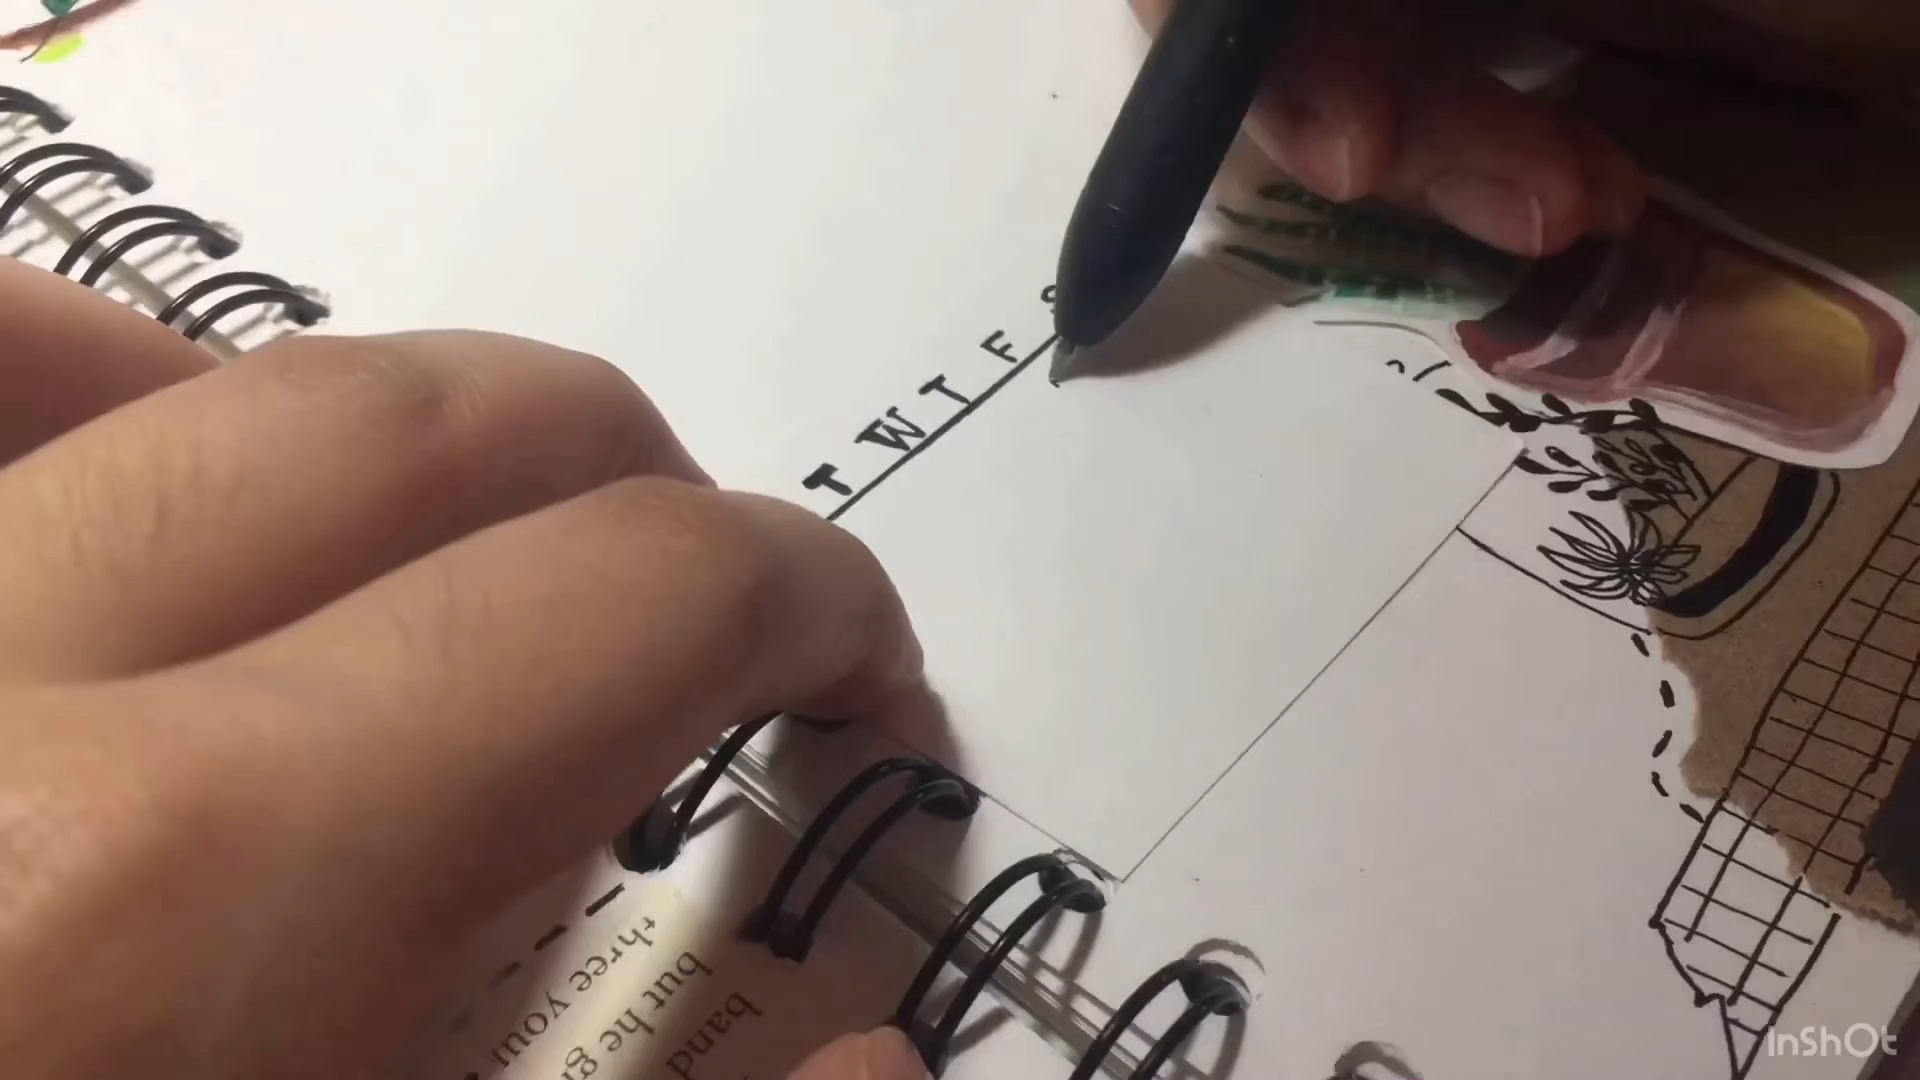 T W T F S
three you
but he
band
InShOt